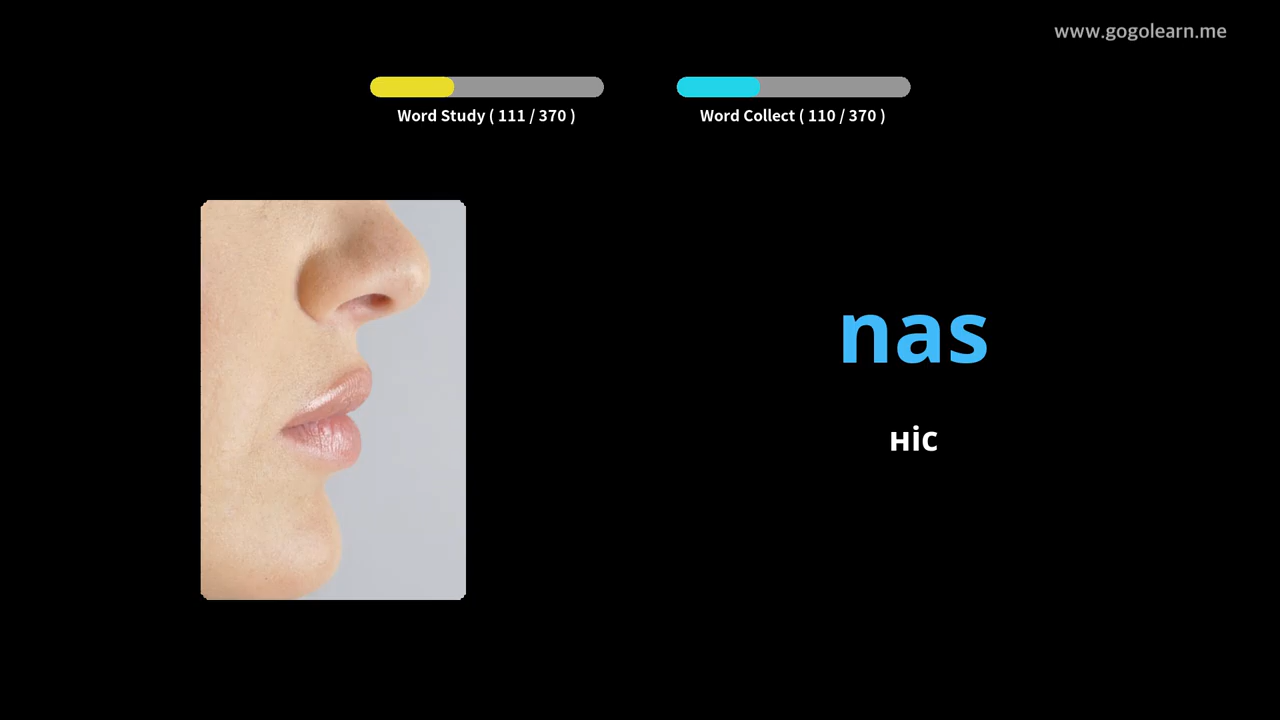 www.gogolearn.me
Word Study ( 111 / 370 )
Word Collect ( 110 / 370 )
nas
ніс